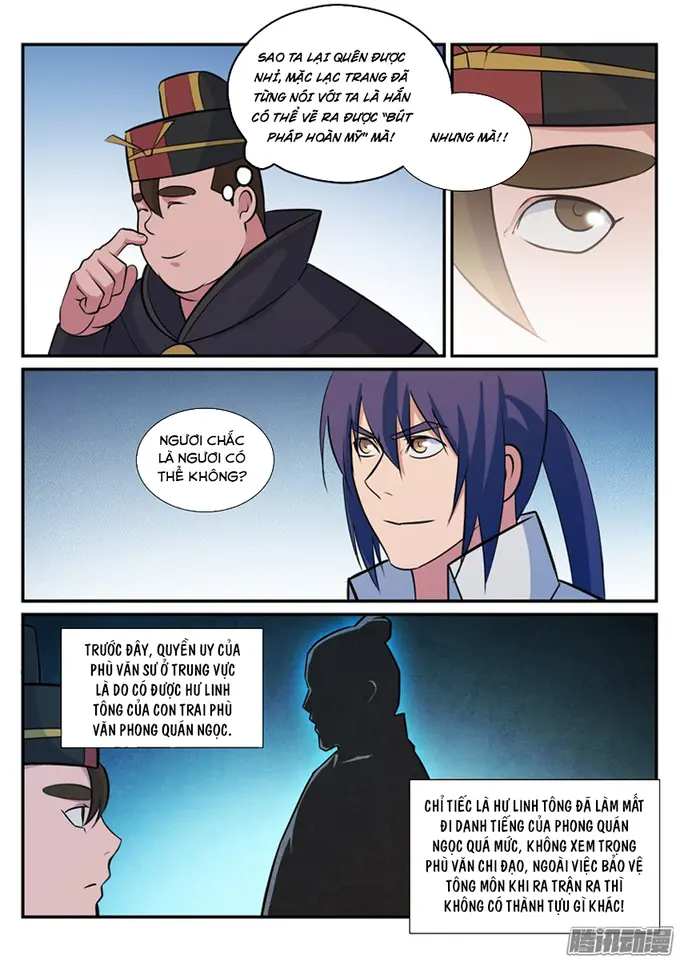 SAO TA LẠI QUÊN ĐƯỢC
NHỈ, MẶC LẠC TRANG ĐÃ
TỪNG NÓI VỚI TA LÀ HẮN
CÓ THỂ VẼ RA ĐƯỢC "BÚT
PHÁP HOÀN MỸ" MÀ!
NHƯNG MÀ!!
NGƯƠI CHẮC
LÀ NGƯƠI CÓ
THỂ KHÔNG?
TRƯỚC ĐÂY, QUYỀN UY CỦA
PHÙ VĂN SƯ Ở TRUNG VỰC
LÀ DO CÓ ĐƯỢC HƯ LINH
TÔNG CỦA CON TRAI PHÙ
VĂN PHONG QUÁN NGỌC.
CHỈ TIẾC LÀ HƯ LINH TÔNG ĐÃ LÀM MẤT
ĐI DANH TIẾNG CỦA PHONG QUÁN
NGỌC QUÁ MỨC, KHÔNG XEM TRỌNG
PHÙ VĂN CHI ĐẠO, NGOÀI VIỆC BẢO VỆ
TÔNG MÔN KHI RA TRẬN RA THÌ
KHÔNG CÓ THÀNH TỰU GÌ KHÁC!
腾讯动漫